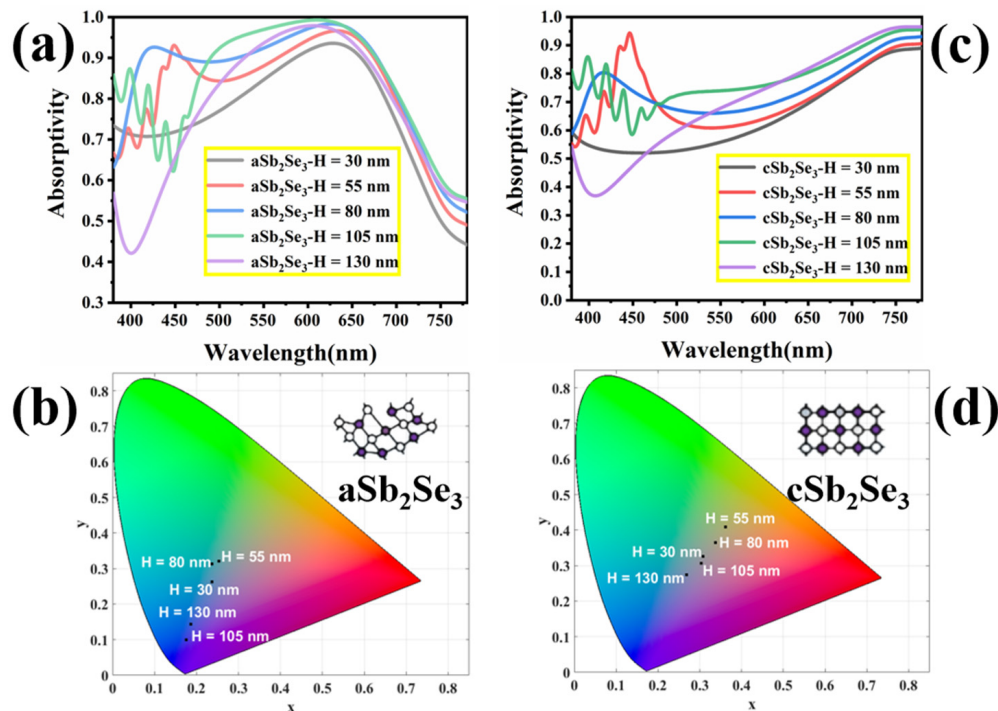 (a)
Absorptivity
1.0
0.9
0.8
0.7
0.6
0.5
0.4
0.3
aSb₂Se₃-H = 30 nm
aSb₂Se₃-H = 55 nm
aSb₂Se₃-H = 80 nm
aSb₂Se₃-H = 105 nm
aSb₂Se₃-H = 130 nm
400 450 500 550 600 650 700 750
Wavelength(nm)
(c)
Absorptivity
1.0
0.9
0.8
0.7
0.6
0.5
0.4
0.3
0.2
0.1
0.0
cSb₂Se₃-H = 30 nm
cSb₂Se₃-H = 55 nm
cSb₂Se₃-H = 80 nm
cSb₂Se₃-H = 105 nm
cSb₂Se₃-H = 130 nm
400 450 500 550 600 650 700 750
Wavelength(nm)
(b)
y
0.8
0.7
0.6
0.5
0.4
0.3
0.2
0.1
0
aSb₂Se₃
H = 55 nm
H = 80 nm
H = 30 nm
H = 130 nm
H = 105 nm
0 0.1 0.2 0.3 0.4 0.5 0.6 0.7 0.8
x
(d)
y
0.8
0.7
0.6
0.5
0.4
0.3
0.2
0.1
0
cSb₂Se₃
H = 55 nm
H = 80 nm
H = 30 nm
H = 105 nm
H = 130 nm
0 0.1 0.2 0.3 0.4 0.5 0.6 0.7 0.8
x